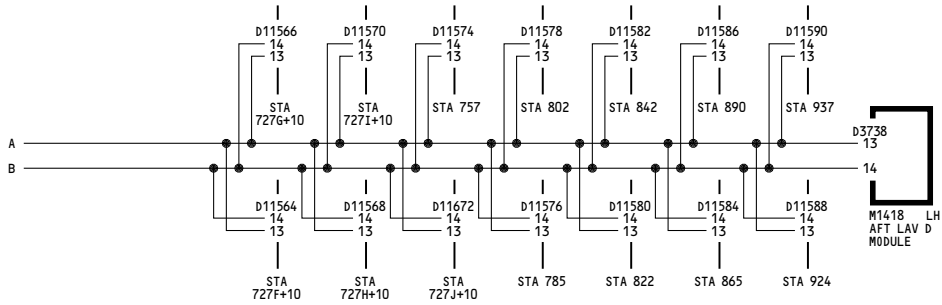 D11566 D11570 D11574 D11578 D11582 D11586 D11590
14 14 14 14 14 14 14
13 13 13 13 13 13 13
STA 727G+10 STA 727I+10 STA 757 STA 802 STA 842 STA 890 STA 937
D3738
A 13
B 14
D11564 D11568 D11672 D11576 D11580 D11584 D11588
14 14 14 14 14 14 14
13 13 13 13 13 13 13
M1418 LH
AFT LAV D
MODULE
STA 727F+10 STA 727H+10 STA 727J+10 STA 785 STA 822 STA 865 STA 924